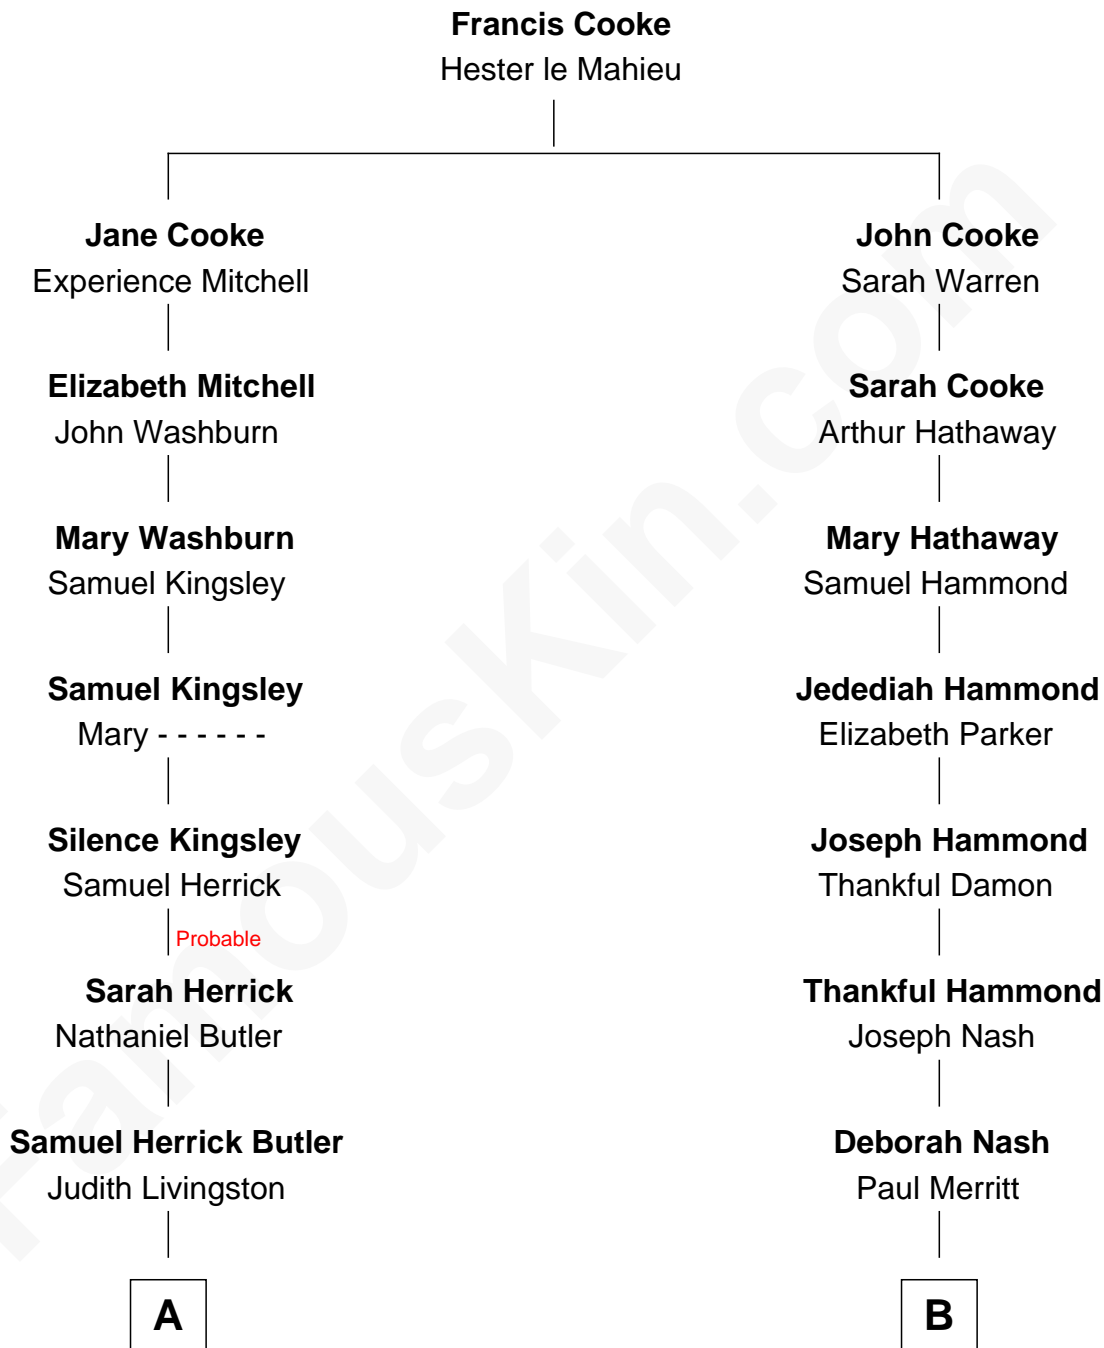 Francis Cooke
Hester le Mahieu
Jane Cooke
Experience Mitchell
John Cooke
Sarah Warren
Elizabeth Mitchell
John Washburn
Sarah Cooke
Arthur Hathaway
Mary Washburn
Samuel Kingsley
Mary Hathaway
Samuel Hammond
Samuel Kingsley
Mary - - - - - -
Jedediah Hammond
Elizabeth Parker
Silence Kingsley
Samuel Herrick
Joseph Hammond
Thankful Damon
Probable
Sarah Herrick
Nathaniel Butler
Thankful Hammond
Joseph Nash
Samuel Herrick Butler
Judith Livingston
Deborah Nash
Paul Merritt
A
B
FamousKin.com